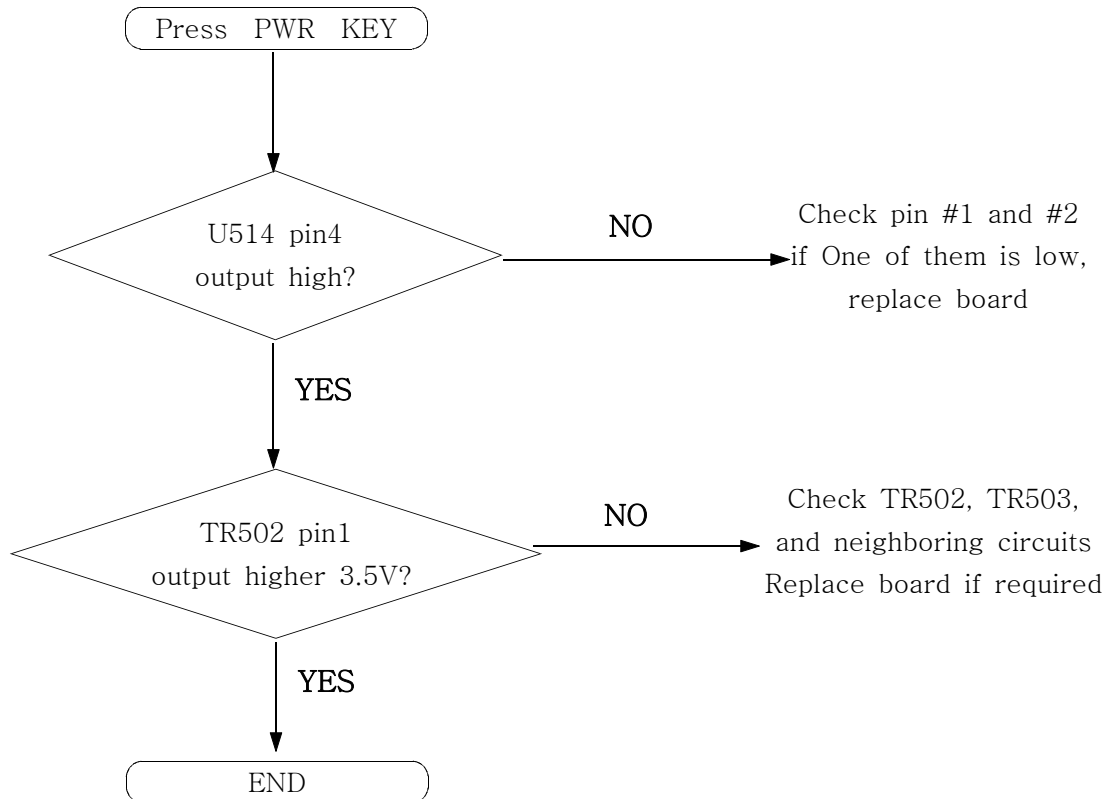 Press PWR KEY
U514 pin4
output high?
NO
Check pin #1 and #2
if One of them is low,
replace board
YES
TR502 pin1
output higher 3.5V?
NO
Check TR502, TR503,
and neighboring circuits
Replace board if required
YES
END